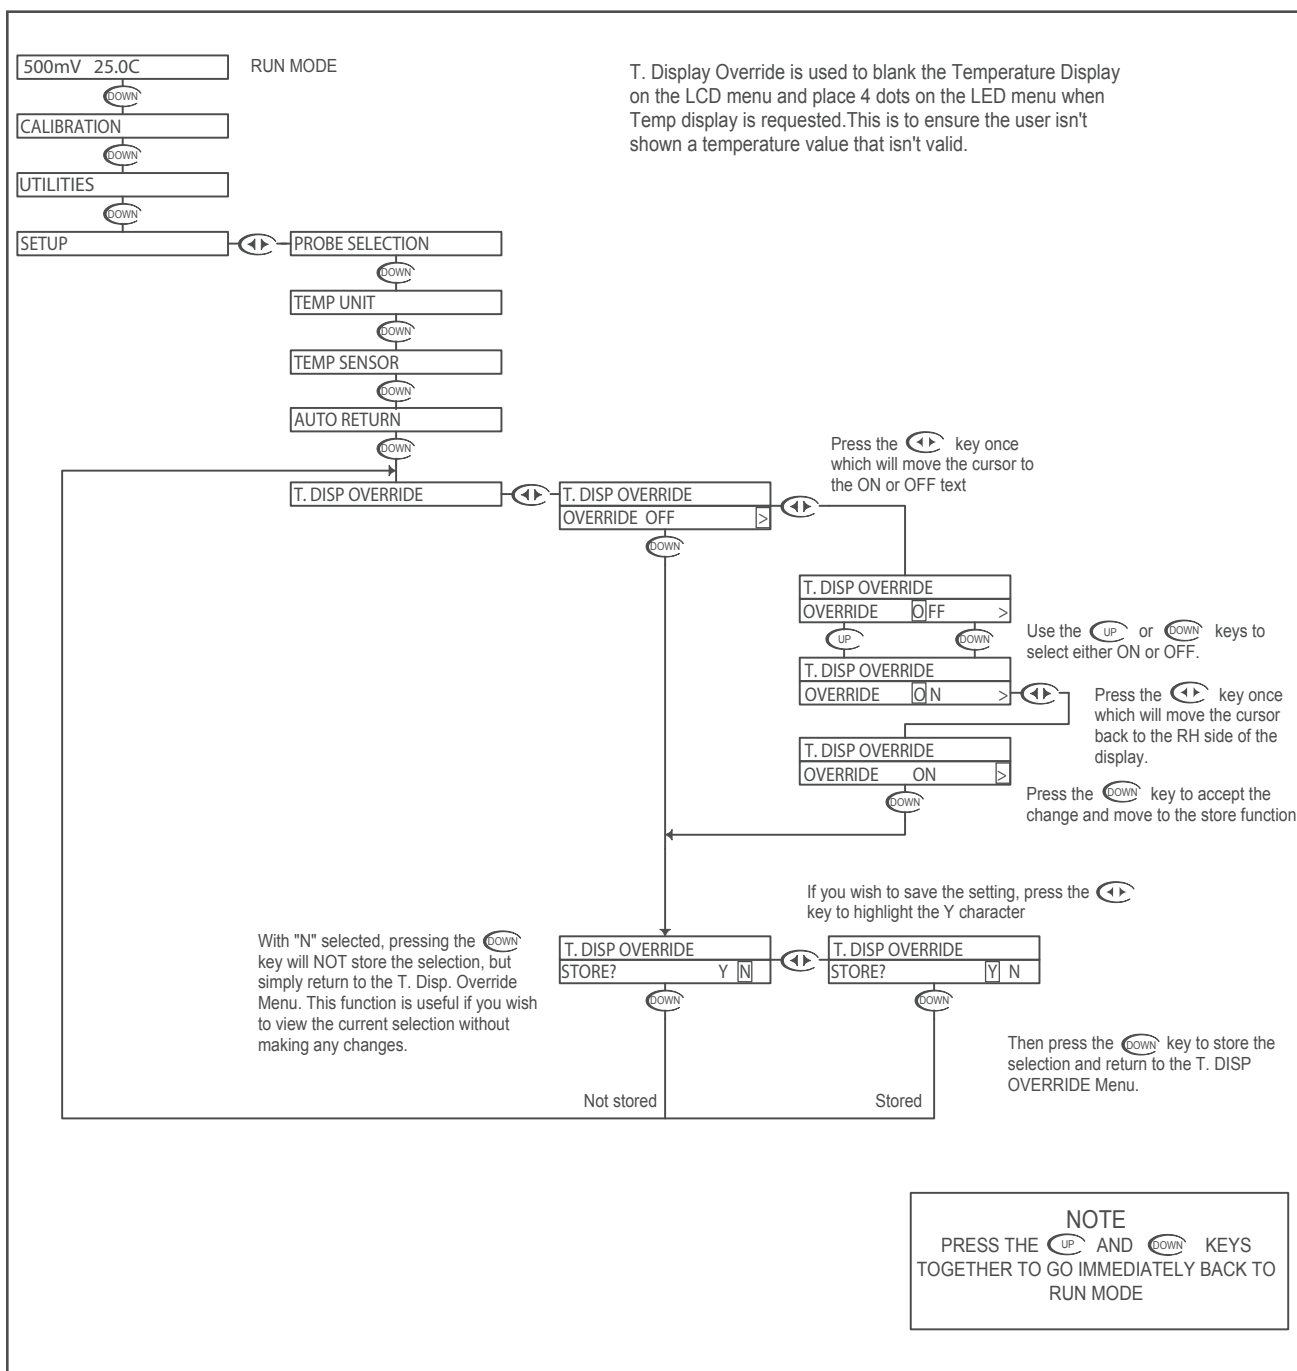 500mV 25.0C
RUN MODE
DOWN
CALIBRATION
DOWN
UTILITIES
DOWN
SETUP
T. Display Override is used to blank the Temperature Display
on the LCD menu and place 4 dots on the LED menu when
Temp display is requested.This is to ensure the user isn't
shown a temperature value that isn't valid.
PROBE SELECTION
DOWN
TEMP UNIT
DOWN
TEMP SENSOR
DOWN
AUTO RETURN
DOWN
T. DISP OVERRIDE
T. DISP OVERRIDE
OVERRIDE OFF >
DOWN
Press the key once
which will move the cursor to
the ON or OFF text
T. DISP OVERRIDE
OVERRIDE OFF >
UP DOWN
Use the UP or DOWN keys to
select either ON or OFF.
T. DISP OVERRIDE
OVERRIDE ON >
Press the key once
which will move the cursor
back to the RH side of the
display.
T. DISP OVERRIDE
OVERRIDE ON >
DOWN
Press the DOWN key to accept the
change and move to the store function
If you wish to save the setting, press the
key to highlight the Y character
With "N" selected, pressing the DOWN
key will NOT store the selection, but
simply return to the T. Disp. Override
Menu. This function is useful if you wish
to view the current selection without
making any changes.
T. DISP OVERRIDE
STORE? Y N
DOWN
T. DISP OVERRIDE
STORE? Y N
DOWN
Then press the DOWN key to store the
selection and return to the T. DISP
OVERRIDE Menu.
Not stored
Stored
NOTE
PRESS THE UP AND DOWN KEYS
TOGETHER TO GO IMMEDIATELY BACK TO
RUN MODE